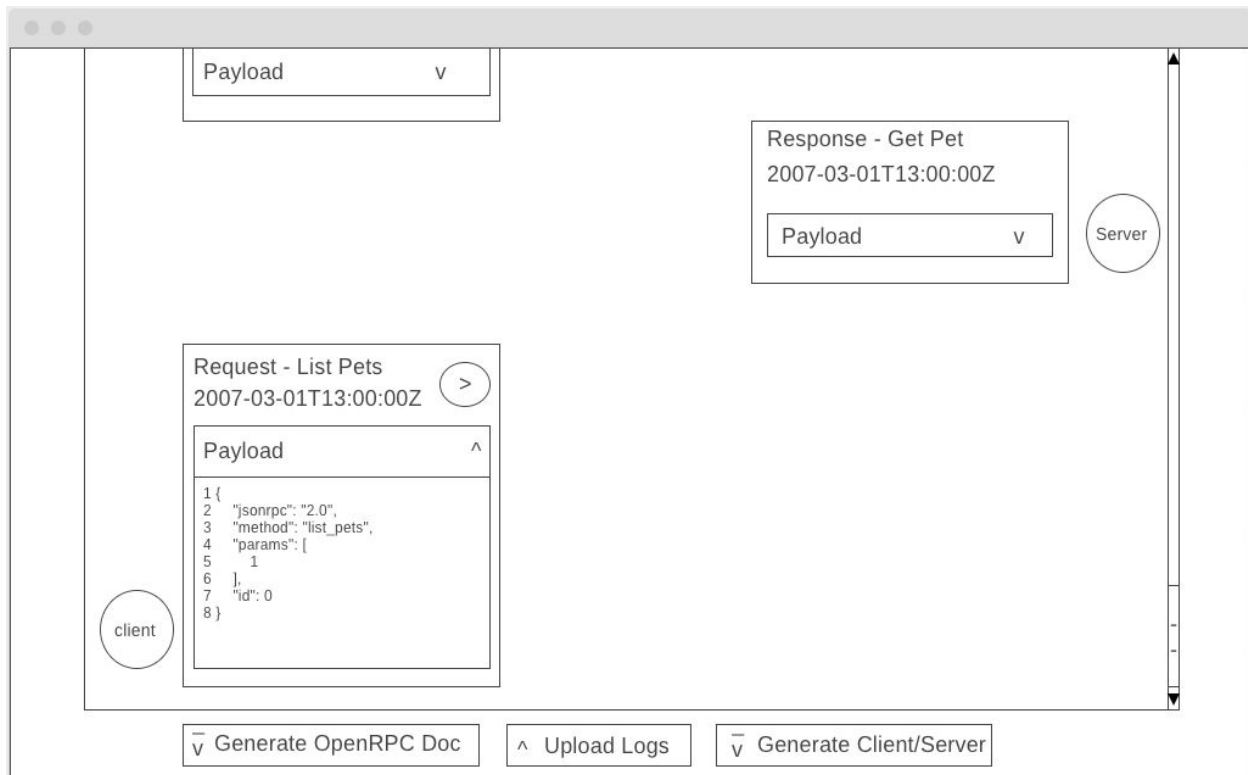 Payload v
Response - Get Pet
2007-03-01T13:00:00Z
Payload v
Server
Request - List Pets
2007-03-01T13:00:00Z
>
Payload ^
1 {
2 "jsonrpc": "2.0",
3 "method": "list_pets",
4 "params": [
5 1
6 ],
7 "id": 0
8 }
client
v Generate OpenRPC Doc
^ Upload Logs
v Generate Client/Server